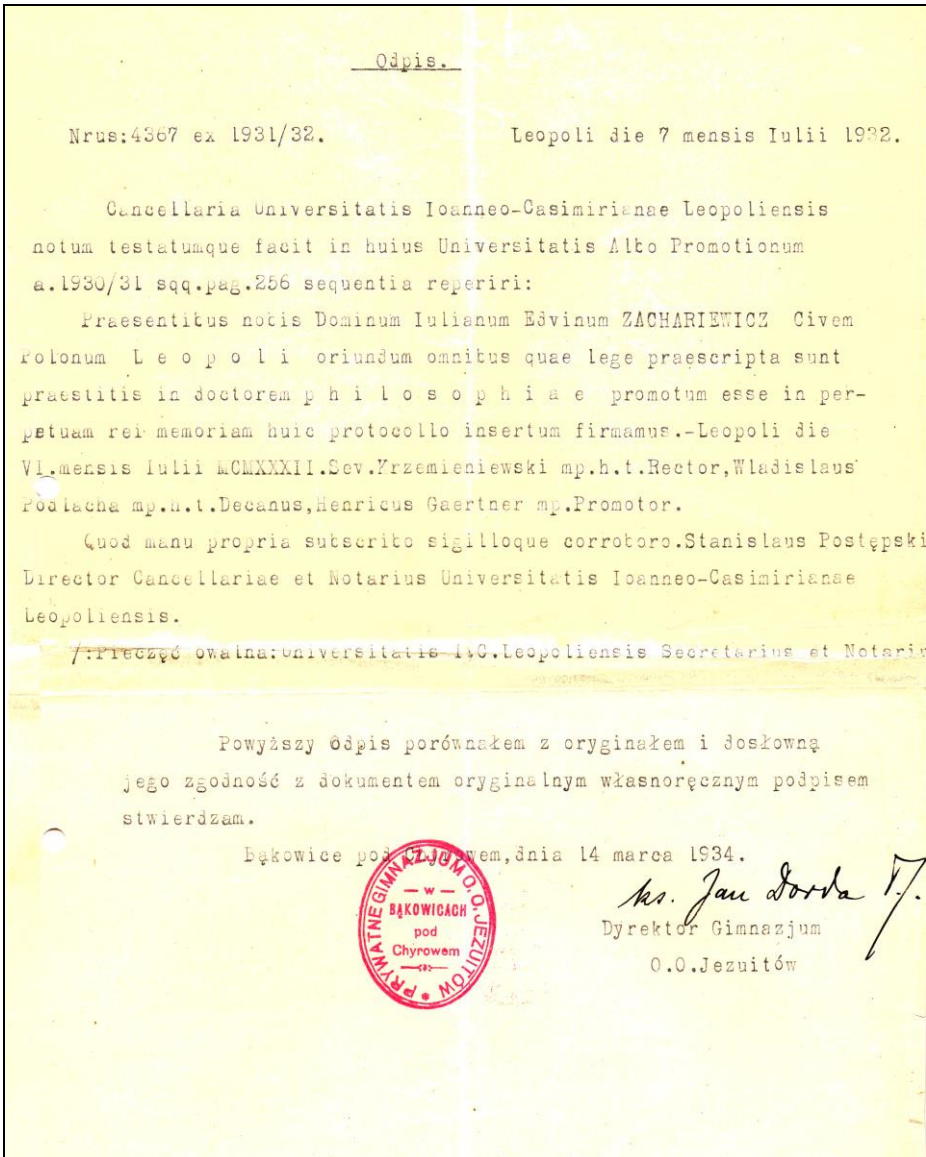 Odpis.
Nrus:4367 ex 1931/32. Leopoli die 7 mensis Iulii 1932.
Cancellaria Universitatis Ioanneo-Casimirianae Leopoliensis
notum testatumque facit in huius Universitatis Albo Promotionum
a.1930/31 sqq.pag.256 sequentia reperiri:
Praesentibus nobis Dominum Iulianum Edvinum ZACHARIEWICZ Civem
Polonum L e o p o l i oriundum omnibus quae lege praescripta sunt
praestitis in doctorem p h i l o s o p h i a e promotum esse in per-
petuam rei memoriam huic protocollo insertum firmamus.-Leopoli die
VI.mensis Iulii MCMXXXII.Sev.Krzemieniewski mp.h.t.Rector,Wladislaus
Podlacha mp.h.t.Decanus,Henricus Gaertner mp.Promotor.
Quod manu propria subscribo sigilloque corroboro.Stanislaus Postępski
Director Cancellariae et Notarius Universitatis Ioanneo-Casimirianae
Leopoliensis.
/:Pieczęć owalna:Universitatis I.C.Leopoliensis Secretarius et Notariu
Powyższy Odpis porównałem z oryginałem i dosłowną
jego zgodność z dokumentem oryginalnym własnoręcznym podpisem
stwierdzam.
Bąkowice pod Chyrowem,dnia 14 marca 1934.
PRYWATNE GIMNAZJUM O.O. JEZUITÓW
— w —
BĄKOWICACH
pod
Chyrowem
ks. Jan Dorda T.J.
Dyrektor Gimnazjum
O.O.Jezuitów